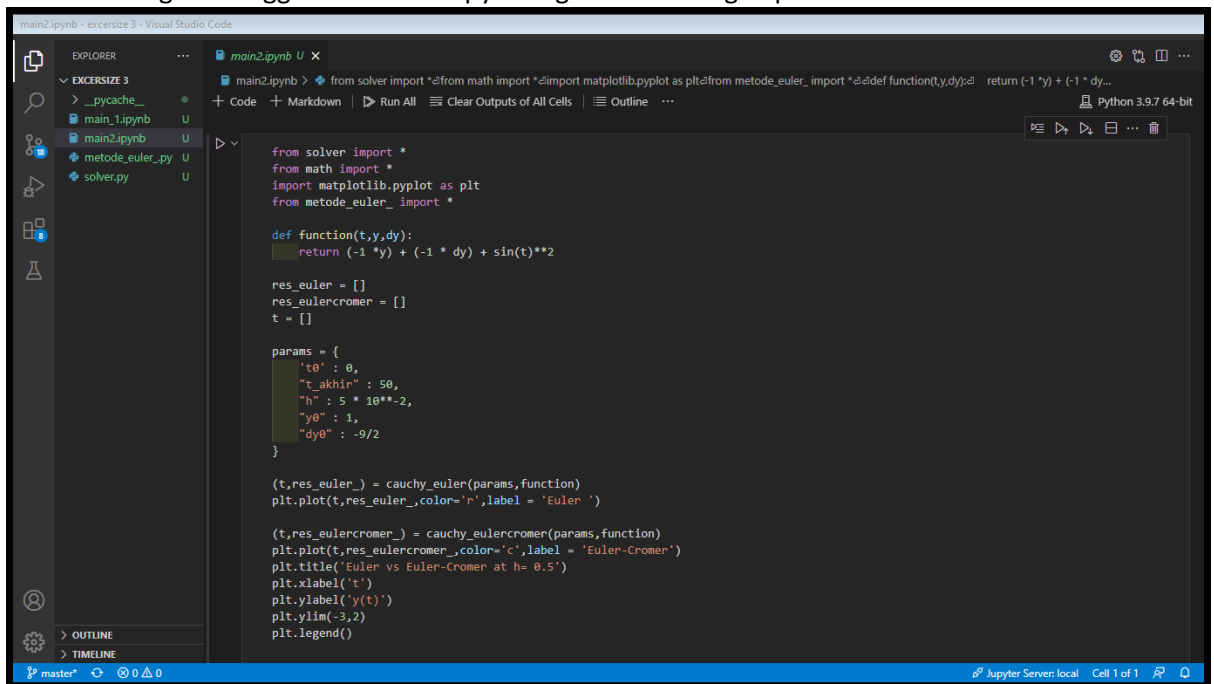 main2.ipynb - excersize 3 - Visual Studio Code
EXPLORER ...
main2.ipynb U
EXCERSIZE 3
__pycache__
main_1.ipynb U
main2.ipynb U
metode_euler_.py U
solver.py U
18
8
OUTLINE
TIMELINE
main2.ipynb > from solver import *⏎from math import *⏎import matplotlib.pyplot as plt⏎from metode_euler_ import *⏎⏎def function(t,y,dy):⏎ return (-1 *y) + (-1 * dy...
+ Code + Markdown | Run All Clear Outputs of All Cells | Outline ...
Python 3.9.7 64-bit
from solver import *
from math import *
import matplotlib.pyplot as plt
from metode_euler_ import *
def function(t,y,dy):
return (-1 *y) + (-1 * dy) + sin(t)**2
res_euler = []
res_eulercromer = []
t = []
params = {
't0' : 0,
"t_akhir" : 50,
"h" : 5 * 10**-2,
"y0" : 1,
"dy0" : -9/2
}
(t,res_euler_) = cauchy_euler(params,function)
plt.plot(t,res_euler_,color='r',label = 'Euler ')
(t,res_eulercromer_) = cauchy_eulercromer(params,function)
plt.plot(t,res_eulercromer_,color='c',label = 'Euler-Cromer')
plt.title('Euler vs Euler-Cromer at h= 0.5')
plt.xlabel('t')
plt.ylabel('y(t)')
plt.ylim(-3,2)
plt.legend()
master* 0 0
Jupyter Server: local Cell 1 of 1